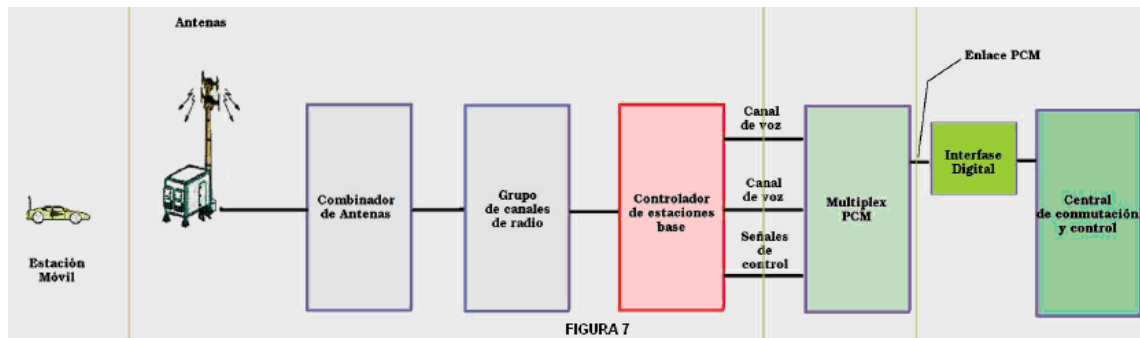 Antenas
Estación
Móvil
Combinador
de Antenas
Grupo
de canales
de radio
Controlador
de estaciones
base
Canal
de voz
Canal
de voz
Señales
de
control
Multiplex
PCM
Enlace PCM
Interfase
Digital
Central
de conmutación
y control
FIGURA 7